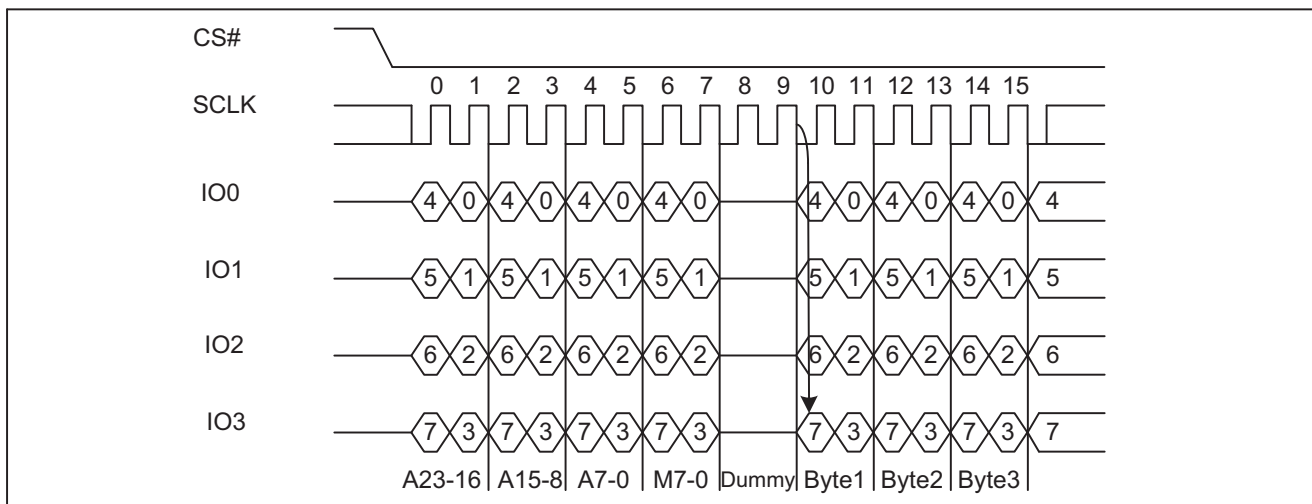 CS#
0 1 2 3 4 5 6 7 8 9 10 11 12 13 14 15
SCLK
IO0 4 0 4 0 4 0 4 0 4 0 4 0 4 0 4
IO1 5 1 5 1 5 1 5 1 5 1 5 1 5 1 5
IO2 6 2 6 2 6 2 6 2 6 2 6 2 6 2 6
IO3 7 3 7 3 7 3 7 3 7 3 7 3 7 3 7
A23-16 A15-8 A7-0 M7-0 Dummy Byte1 Byte2 Byte3